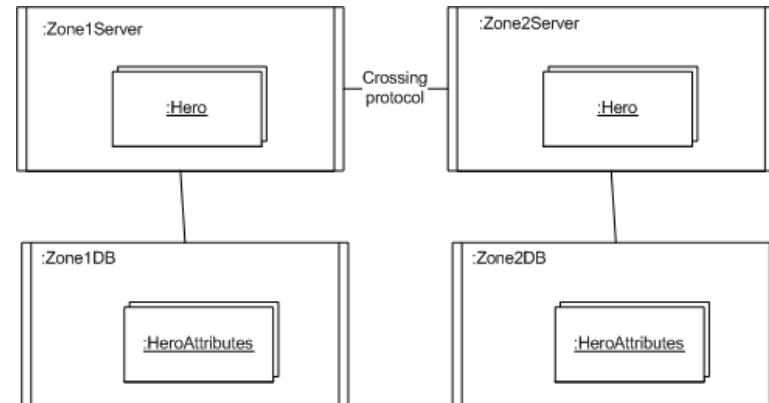 :Zone1Server
:Zone2Server
:Hero
Crossing
protocol
:Hero
:Zone1DB
:Zone2DB
:HeroAttributes
:HeroAttributes